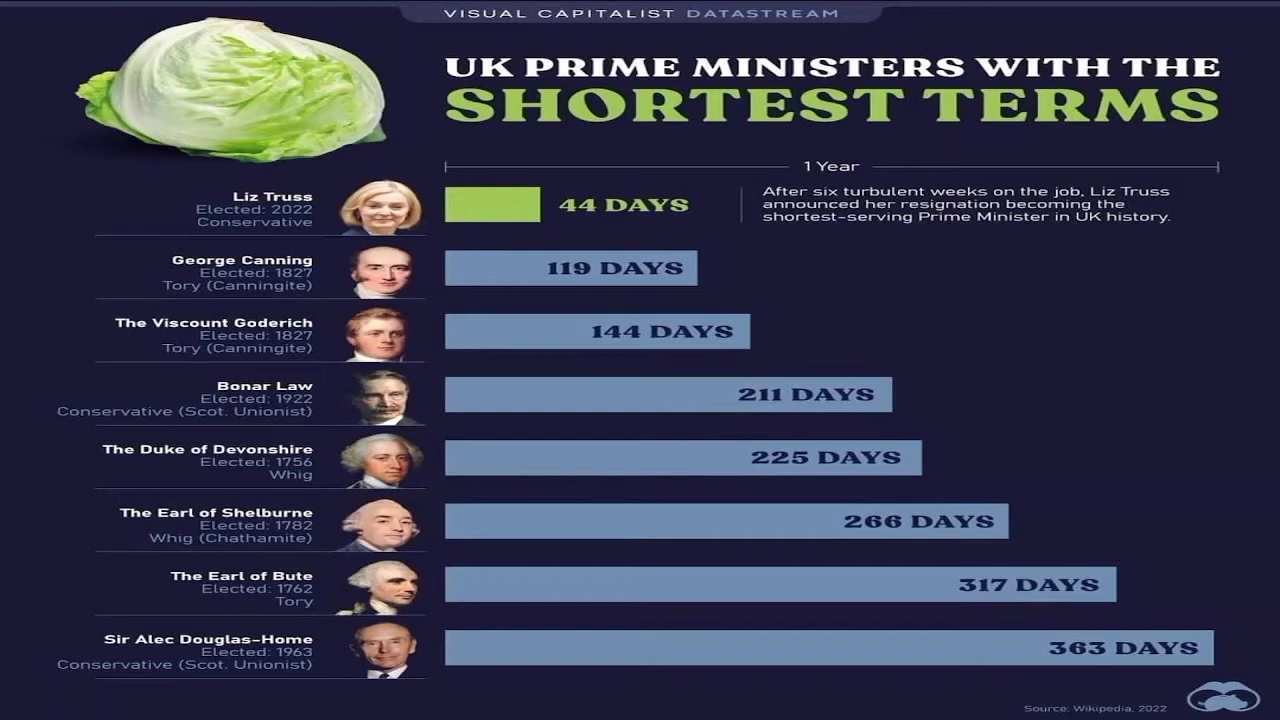 VISUAL CAPITALIST DATASTREAM
UK PRIME MINISTERS WITH THE
SHORTEST TERMS
1 Year
Liz Truss
Elected: 2022
Conservative
44 DAYS
After six turbulent weeks on the job, Liz Truss
announced her resignation becoming the
shortest-serving Prime Minister in UK history.
George Canning
Elected: 1827
Tory (Canningite)
119 DAYS
The Viscount Goderich
Elected: 1827
Tory (Canningite)
144 DAYS
Bonar Law
Elected: 1922
Conservative (Scot. Unionist)
211 DAYS
The Duke of Devonshire
Elected: 1756
Whig
225 DAYS
The Earl of Shelburne
Elected: 1782
Whig (Chathamite)
266 DAYS
The Earl of Bute
Elected: 1762
Tory
317 DAYS
Sir Alec Douglas-Home
Elected: 1963
Conservative (Scot. Unionist)
363 DAYS
Source: Wikipedia, 2022